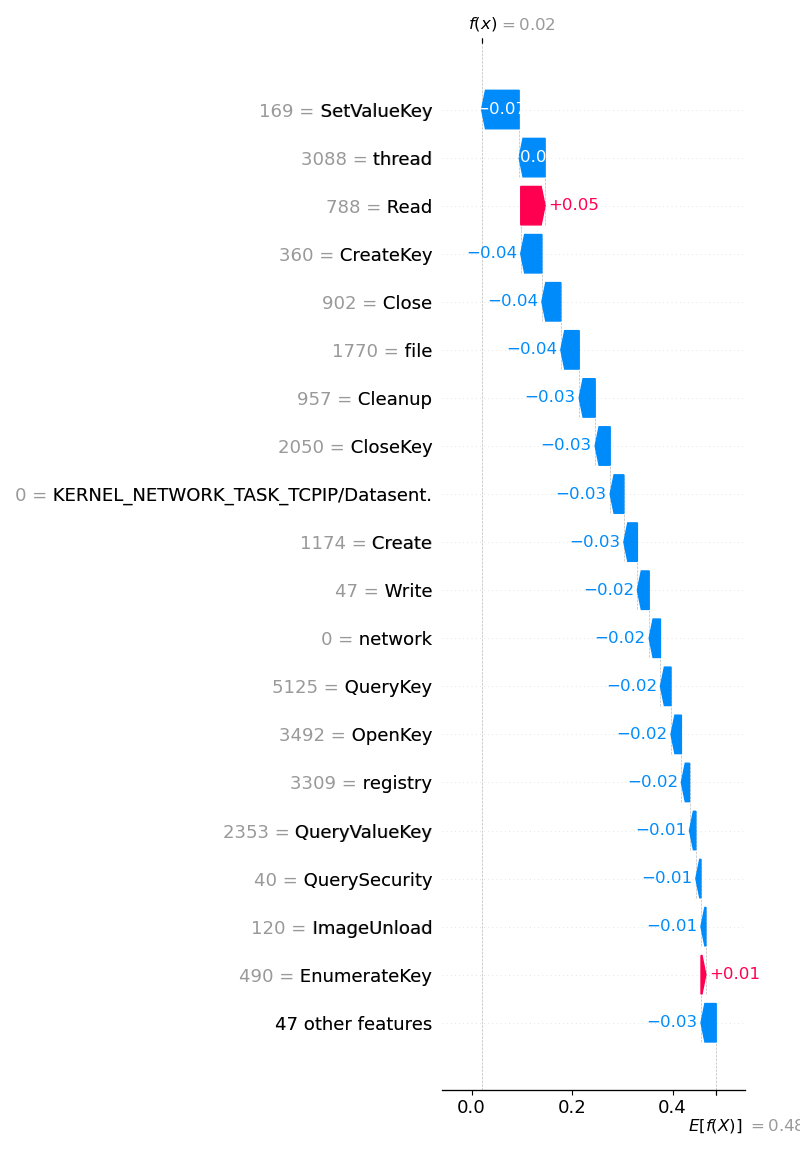 f(x) = 0.02
169 = SetValueKey −0.07
3088 = thread
788 = Read +0.05
360 = CreateKey −0.04
902 = Close −0.04
1770 = file −0.04
957 = Cleanup −0.03
2050 = CloseKey −0.03
0 = KERNEL_NETWORK_TASK_TCPIP/Datasent. −0.03
1174 = Create −0.03
47 = Write −0.02
0 = network −0.02
5125 = QueryKey −0.02
3492 = OpenKey −0.02
3309 = registry −0.02
2353 = QueryValueKey −0.01
40 = QuerySecurity −0.01
120 = ImageUnload −0.01
490 = EnumerateKey +0.01
47 other features −0.03
0.0 0.2 0.4
E[f(X)] = 0.48